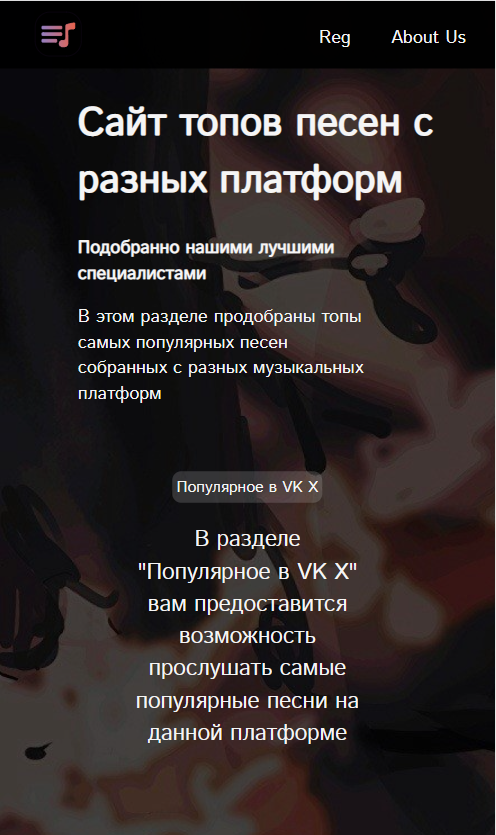 Reg About Us
Сайт топов песен с
разных платформ
Подобранно нашими лучшими
специалистами
В этом разделе продобраны топы
самых популярных песен
собранных с разных музыкальных
платформ
Популярное в VK X
В разделе
"Популярное в VK X"
вам предоставится
возможность
прослушать самые
популярные песни на
данной платформе